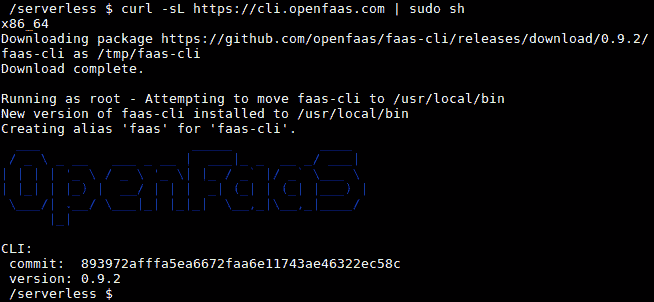 /serverless $ curl -sL https://cli.openfaas.com | sudo sh
x86_64
Downloading package https://github.com/openfaas/faas-cli/releases/download/0.9.2/
faas-cli as /tmp/faas-cli
Download complete.
Running as root - Attempting to move faas-cli to /usr/local/bin
New version of faas-cli installed to /usr/local/bin
Creating alias 'faas' for 'faas-cli'.
OpenFaaS
CLI:
commit:  893972afffa5ea6672faa6e11743ae46322ec58c
version: 0.9.2
/serverless $